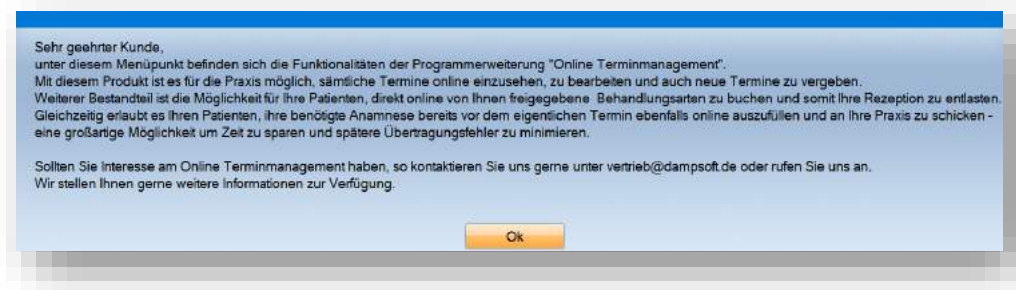 Sehr geehrter Kunde,
unter diesem Menüpunkt befinden sich die Funktionalitäten der Programmerweiterung "Online Terminmanagement".
Mit diesem Produkt ist es für die Praxis möglich, sämtliche Termine online einzusehen, zu bearbeiten und auch neue Termine zu vergeben.
Weiterer Bestandteil ist die Möglichkeit für Ihre Patienten, direkt online von Ihnen freigegebene  Behandlungsarten zu buchen und somit Ihre Rezeption zu entlasten.
Gleichzeitig erlaubt es Ihren Patienten, ihre benötigte Anamnese bereits vor dem eigentlichen Termin ebenfalls online auszufüllen und an Ihre Praxis zu schicken -
eine großartige Möglichkeit um Zeit zu sparen und spätere Übertragungsfehler zu minimieren.
Sollten Sie Interesse am Online Terminmanagement haben, so kontaktieren Sie uns gerne unter vertrieb@dampsoft.de oder rufen Sie uns an.
Wir stellen Ihnen gerne weitere Informationen zur Verfügung.
Ok